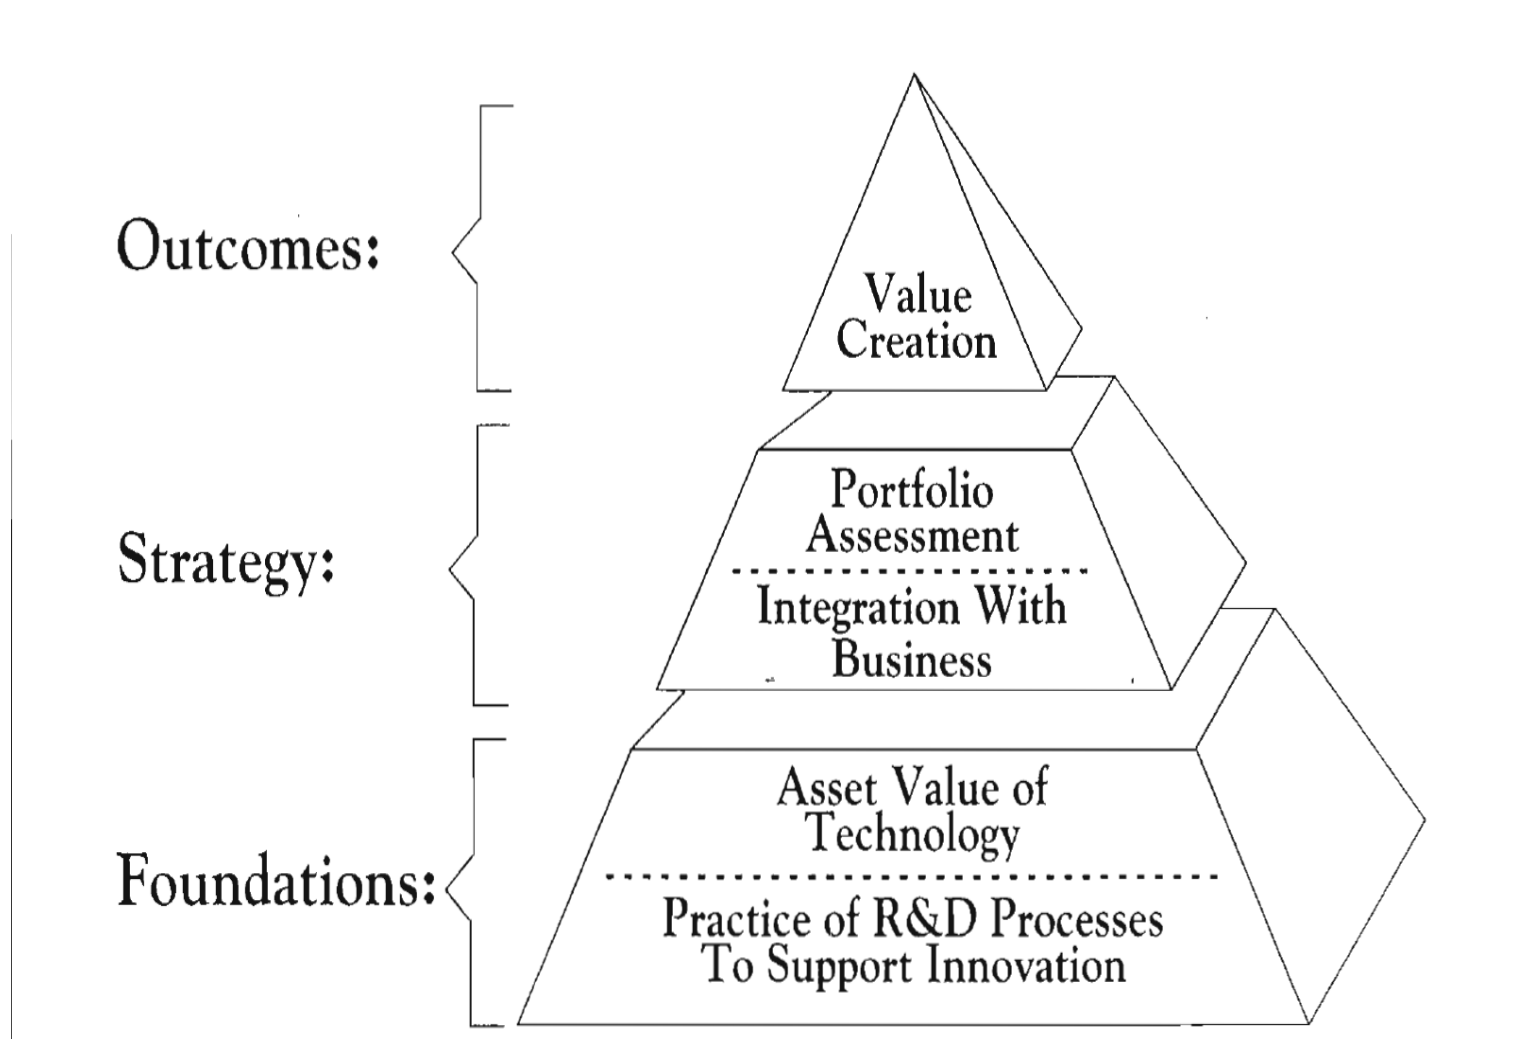 Outcomes:
Value
Creation
Strategy:
Portfolio
Assessment
Integration With
Business
Foundations:
Asset Value of
Technology
Practice of R&D Processes
To Support Innovation